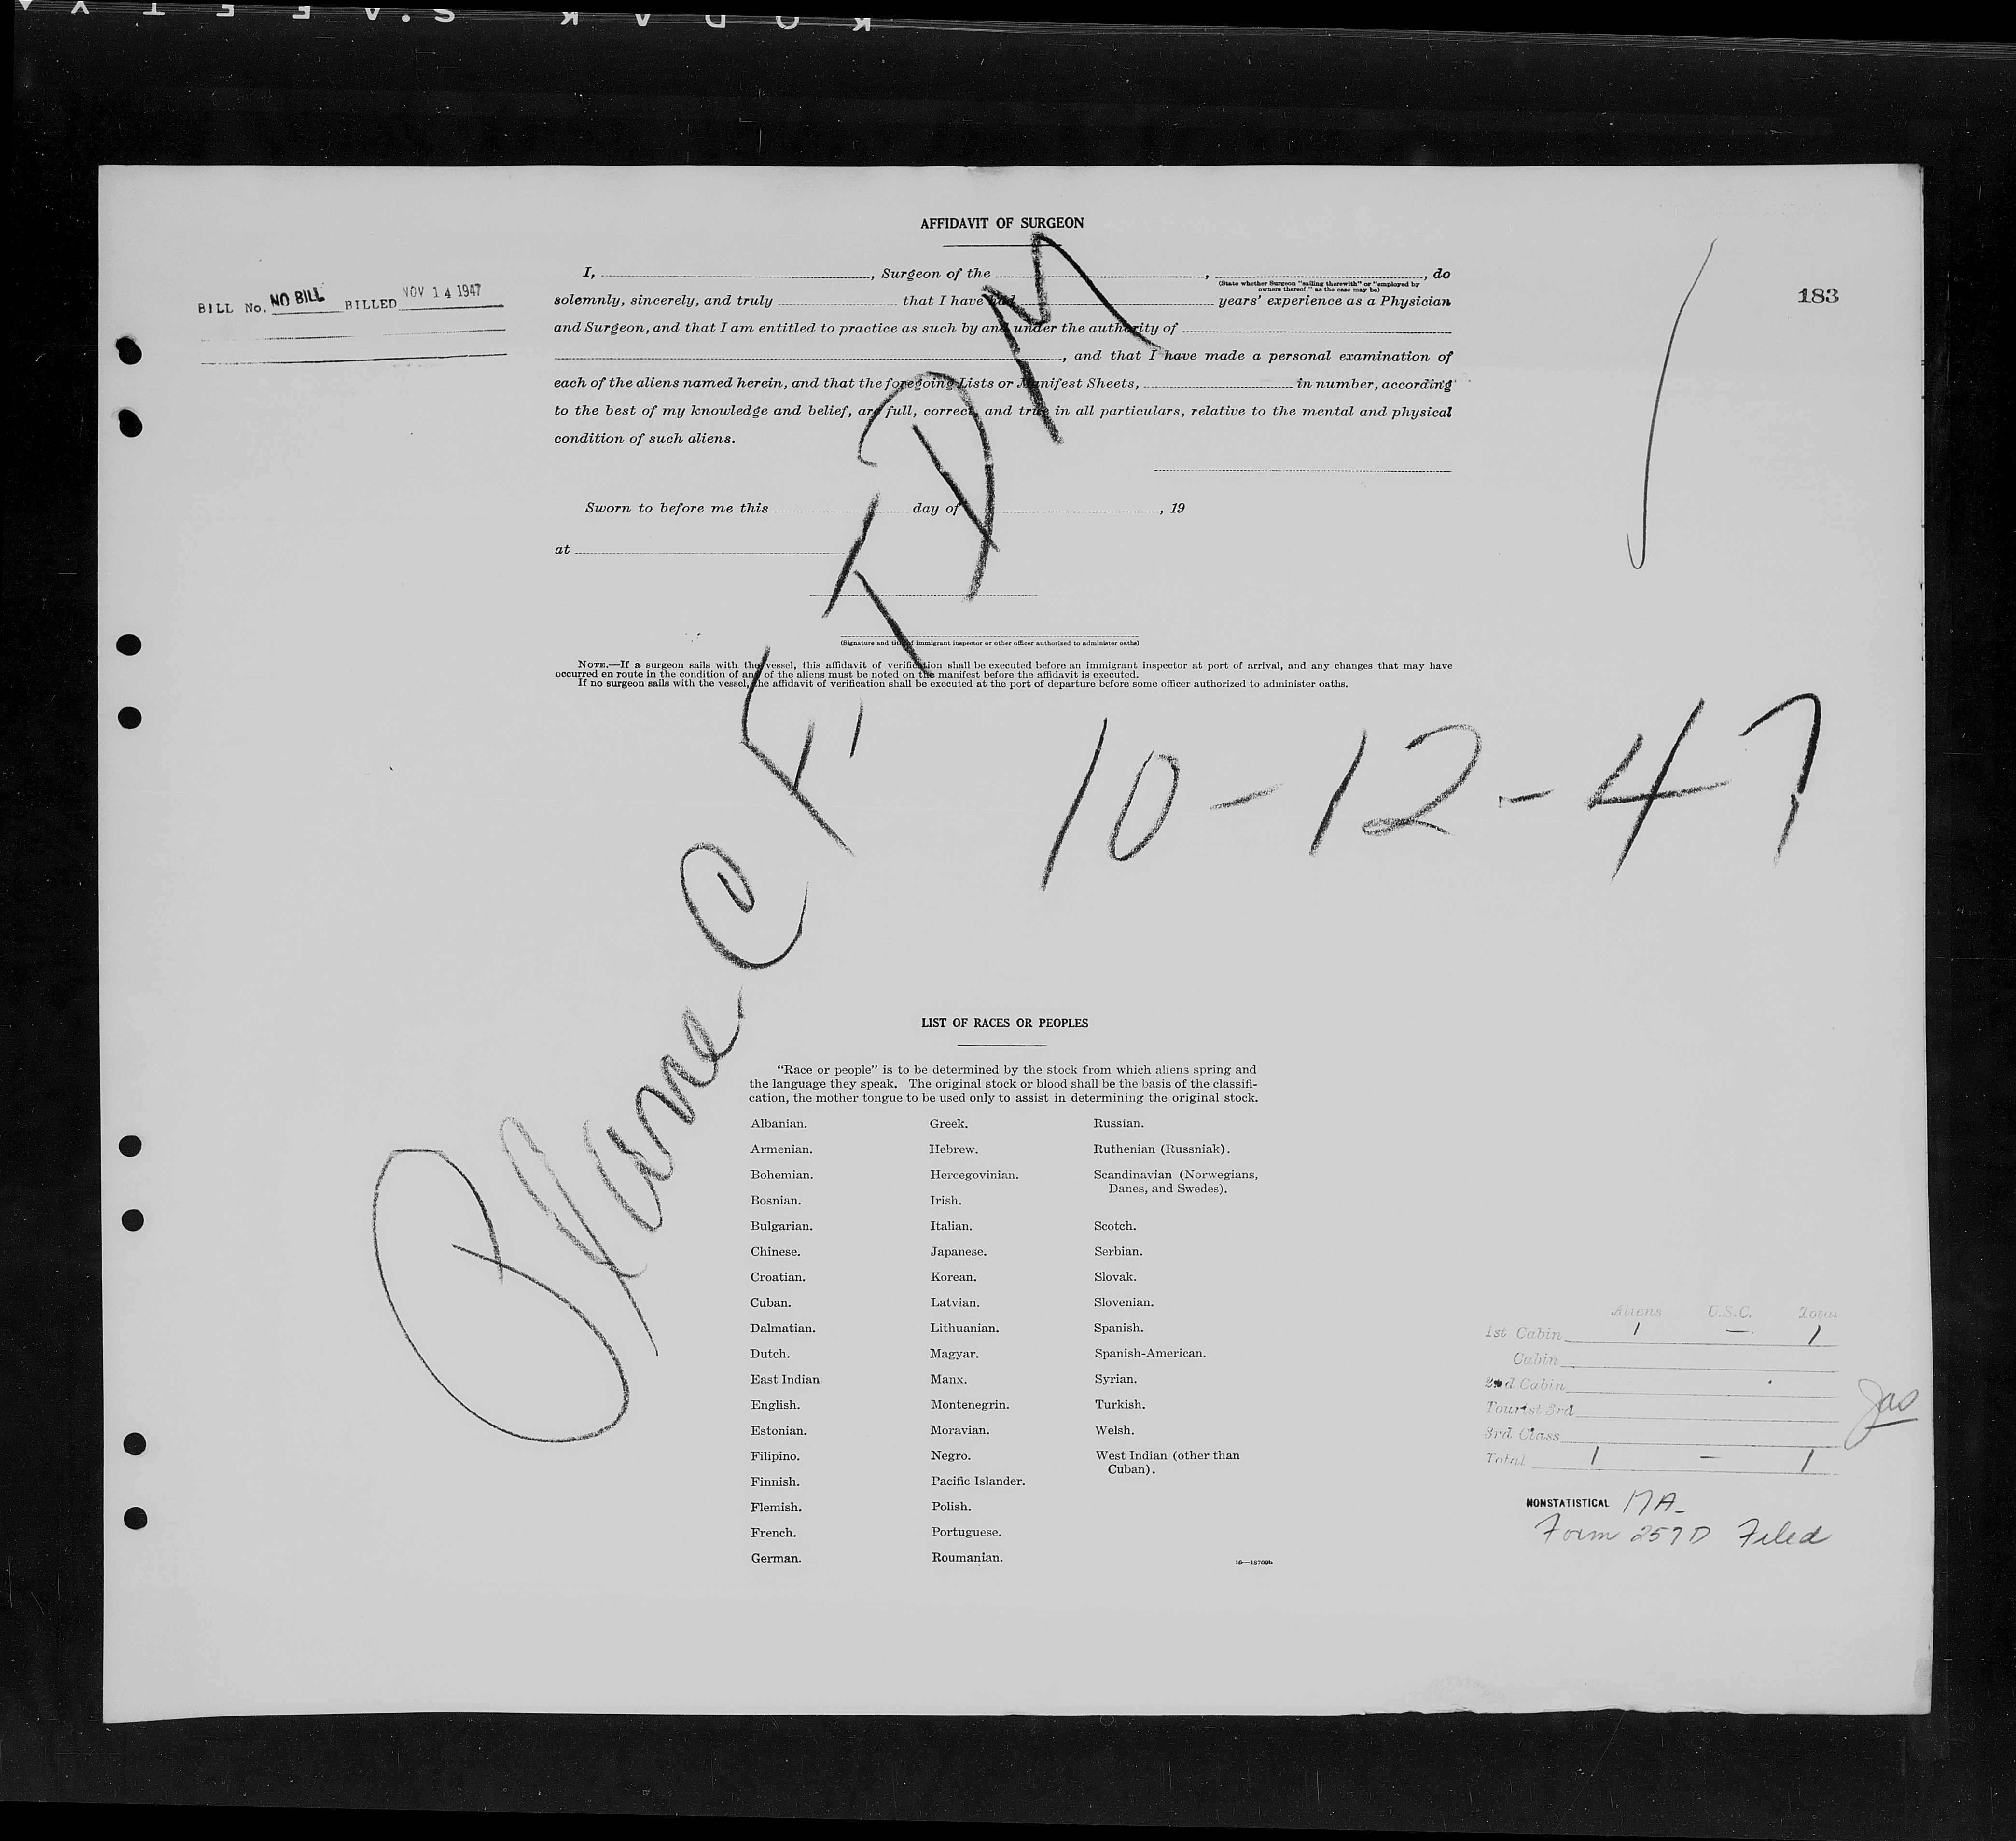 AFFIDAVIT OF SURGEON
I, , Surgeon of the , , do
(State whether Surgeon "sailing therewith" or "employed by
owners thereof," as the case may be)
solemnly, sincerely, and truly that I have had years' experience as a Physician
and Surgeon, and that I am entitled to practice as such by and under the authority of
, and that I have made a personal examination of
each of the aliens named herein, and that the foregoing Lists or Manifest Sheets, in number, according
to the best of my knowledge and belief, are full, correct, and true in all particulars, relative to the mental and physical
condition of such aliens.
Sworn to before me this day of , 19
at
(Signature and title of immigrant inspector or other officer authorized to administer oaths)
NOTE.—If a surgeon sails with the vessel, this affidavit of verification shall be executed before an immigrant inspector at port of arrival, and any changes that may have
occurred en route in the condition of any of the aliens must be noted on the manifest before the affidavit is executed.
If no surgeon sails with the vessel, the affidavit of verification shall be executed at the port of departure before some officer authorized to administer oaths.
BILL No. NO BILL BILLED NOV 14 1947
183
10-12-47
LIST OF RACES OR PEOPLES
"Race or people" is to be determined by the stock from which aliens spring and
the language they speak. The original stock or blood shall be the basis of the classifi-
cation, the mother tongue to be used only to assist in determining the original stock.
Albanian. Greek. Russian.
Armenian. Hebrew. Ruthenian (Russniak).
Bohemian. Hercegovinian. Scandinavian (Norwegians,
Danes, and Swedes).
Bosnian. Irish.
Bulgarian. Italian. Scotch.
Chinese. Japanese. Serbian.
Croatian. Korean. Slovak.
Cuban. Latvian. Slovenian.
Dalmatian. Lithuanian. Spanish.
Dutch. Magyar. Spanish-American.
East Indian Manx. Syrian.
English. Montenegrin. Turkish.
Estonian. Moravian. Welsh.
Filipino. Negro. West Indian (other than
Cuban).
Finnish. Pacific Islander.
Flemish. Polish.
French. Portuguese.
German. Roumanian.
16—18709b
Aliens U.S.C. Total
1st Cabin 1 — 1
Cabin
2nd Cabin
Tourist 3rd
3rd Class
Total 1 — 1
NONSTATISTICAL
Form 257D Filed